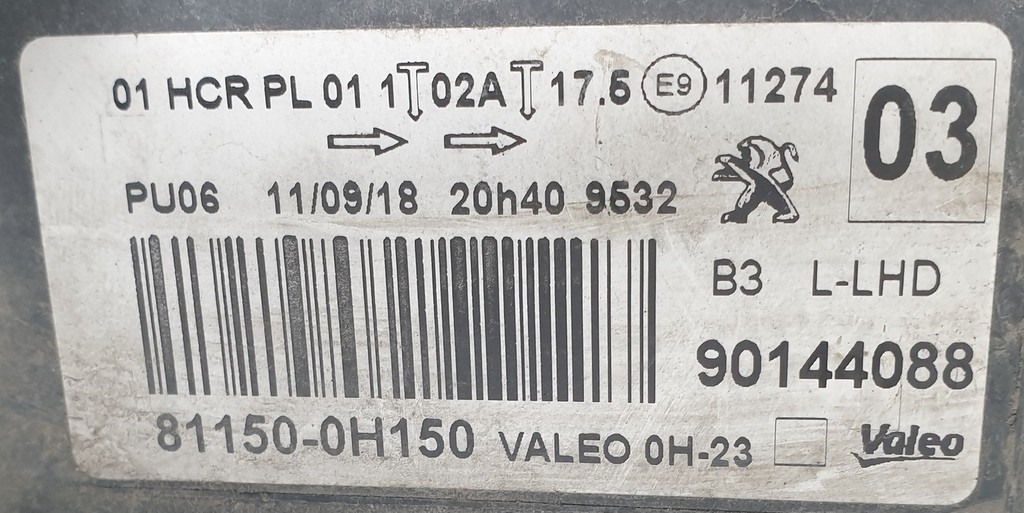 01 HCR PL 01 1 02A 17.5 E9 11274
03
PU06 11/09/18 20h40 9532
B3 L-LHD
90144088
81150-0H150 VALEO 0H-23 Valeo